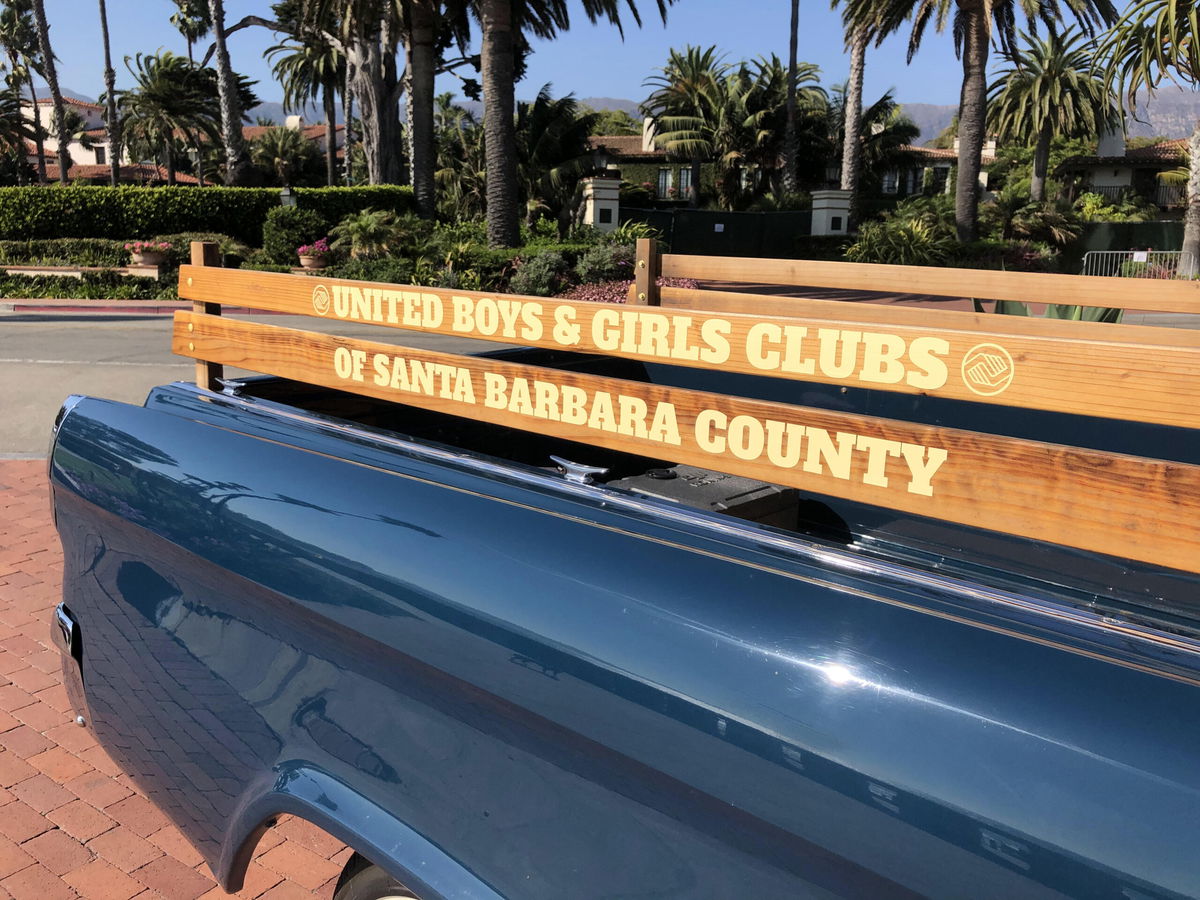 UNITED BOYS & GIRLS CLUBS
OF SANTA BARBARA COUNTY